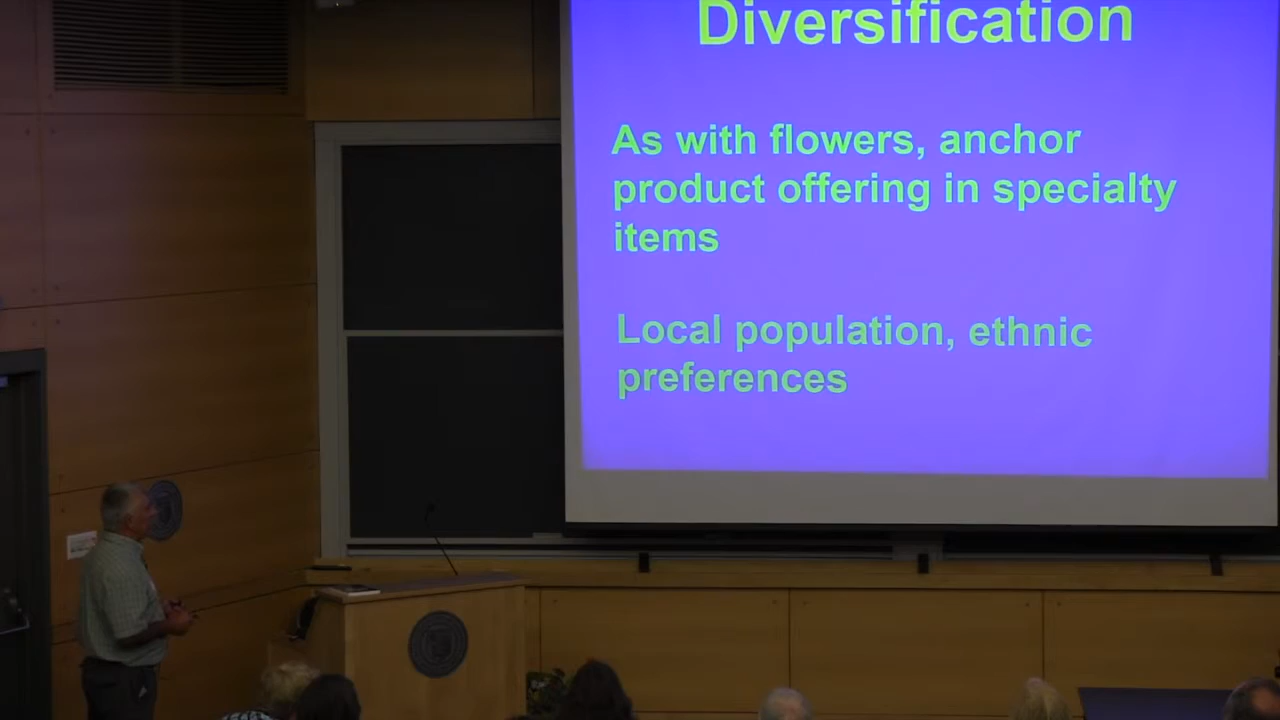 Diversification
As with flowers, anchor
product offering in specialty
items
Local population, ethnic
preferences